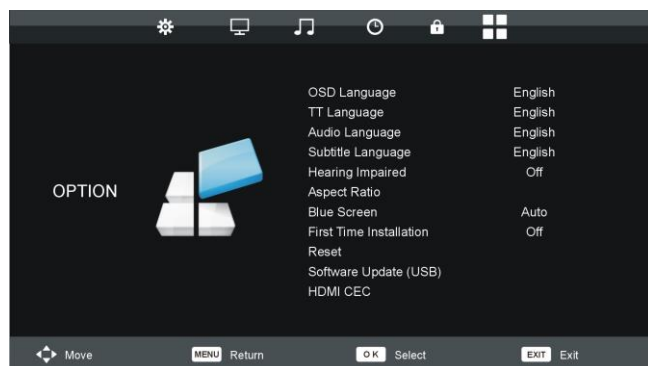 OPTION
OSD Language English
TT Language English
Audio Language English
Subtitle Language English
Hearing Impaired Off
Aspect Ratio
Blue Screen Auto
First Time Installation Off
Reset
Software Update (USB)
HDMI CEC
Move MENU Return OK Select EXIT Exit